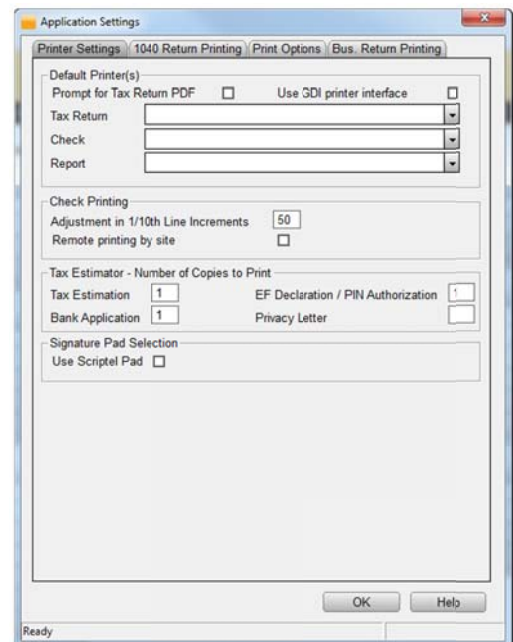 Application Settings
Printer Settings 1040 Return Printing Print Options Bus. Return Printing
Default Printer(s)
Prompt for Tax Return PDF Use GDI printer interface
Tax Return
Check
Report
Check Printing
Adjustment in 1/10th Line Increments 50
Remote printing by site
Tax Estimator - Number of Copies to Print
Tax Estimation 1 EF Declaration / PIN Authorization
Bank Application 1 Privacy Letter
Signature Pad Selection
Use Scriptel Pad
OK Help
Ready